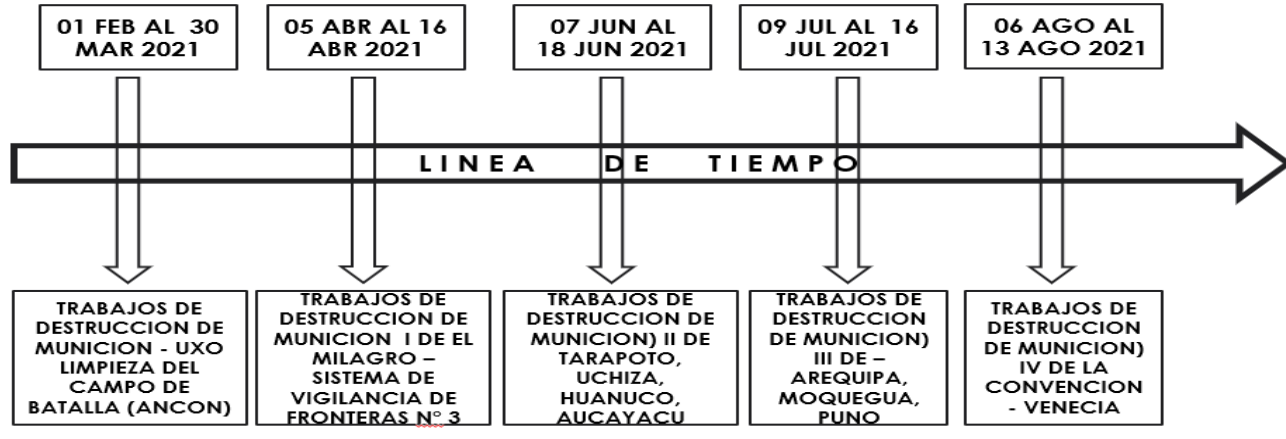 01 FEB AL 30
MAR 2021
05 ABR AL 16
ABR 2021
07 JUN AL
18 JUN 2021
09 JUL AL 16
JUL 2021
06 AGO AL
13 AGO 2021
LINEA DE TIEMPO
TRABAJOS DE
DESTRUCCION DE
MUNICION - UXO
LIMPIEZA DEL
CAMPO DE
BATALLA (ANCON)
TRABAJOS DE
DESTRUCCION DE
MUNICION I DE EL
MILAGRO –
SISTEMA DE
VIGILANCIA DE
FRONTERAS N° 3
TRABAJOS DE
DESTRUCCION DE
MUNICION) II DE
TARAPOTO,
UCHIZA,
HUANUCO,
AUCAYACU
TRABAJOS DE
DESTRUCCION
DE MUNICION)
III DE –
AREQUIPA,
MOQUEGUA,
PUNO
TRABAJOS DE
DESTRUCCION
DE MUNICION)
IV DE LA
CONVENCION
- VENECIA